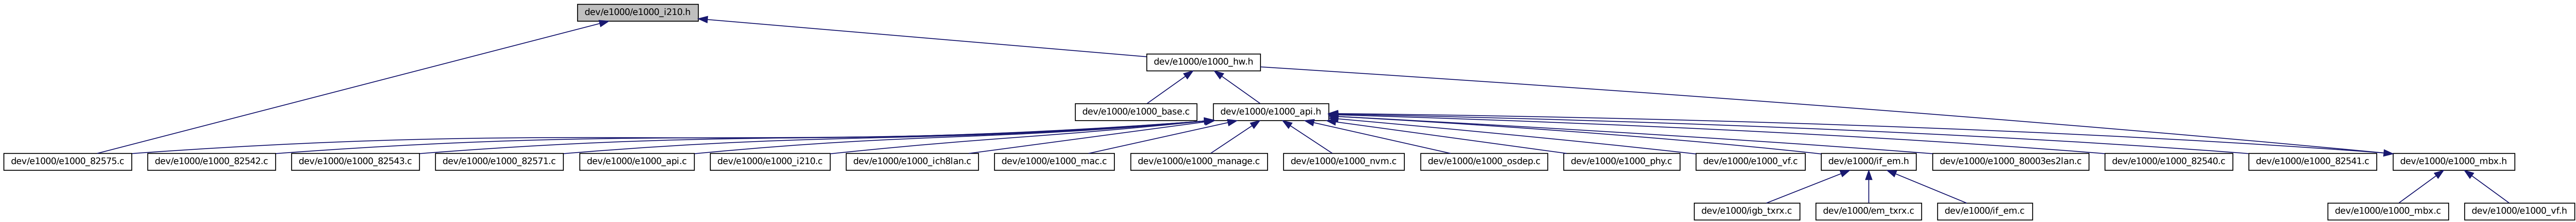 dev/e1000/e1000_i210.h
dev/e1000/e1000_hw.h
dev/e1000/e1000_base.c
dev/e1000/e1000_api.h
dev/e1000/e1000_82575.c
dev/e1000/e1000_82542.c
dev/e1000/e1000_82543.c
dev/e1000/e1000_82571.c
dev/e1000/e1000_api.c
dev/e1000/e1000_i210.c
dev/e1000/e1000_ich8lan.c
dev/e1000/e1000_mac.c
dev/e1000/e1000_manage.c
dev/e1000/e1000_nvm.c
dev/e1000/e1000_osdep.c
dev/e1000/e1000_phy.c
dev/e1000/e1000_vf.c
dev/e1000/if_em.h
dev/e1000/e1000_80003es2lan.c
dev/e1000/e1000_82540.c
dev/e1000/e1000_82541.c
dev/e1000/e1000_mbx.h
dev/e1000/igb_txrx.c
dev/e1000/em_txrx.c
dev/e1000/if_em.c
dev/e1000/e1000_mbx.c
dev/e1000/e1000_vf.h